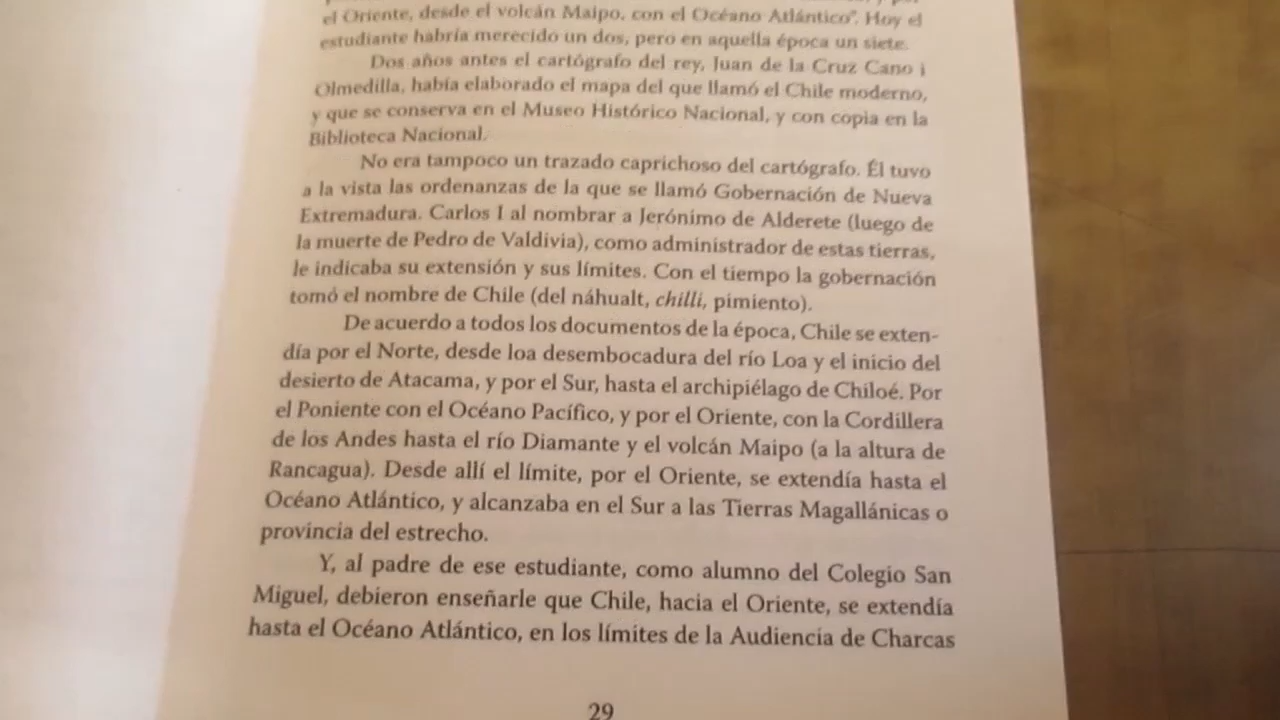 el Oriente, desde el volcán Maipo, con el Océano Atlántico". Hoy el
estudiante habría merecido un dos, pero en aquella época un siete.
Dos años antes el cartógrafo del rey, Juan de la Cruz Cano i
Olmedilla, había elaborado el mapa del que llamó el Chile moderno,
y que se conserva en el Museo Histórico Nacional, y con copia en la
Biblioteca Nacional.
No era tampoco un trazado caprichoso del cartógrafo. Él tuvo
a la vista las ordenanzas de la que se llamó Gobernación de Nueva
Extremadura. Carlos I al nombrar a Jerónimo de Alderete (luego de
la muerte de Pedro de Valdivia), como administrador de estas tierras,
le indicaba su extensión y sus límites. Con el tiempo la gobernación
tomó el nombre de Chile (del náhualt, chilli, pimiento).
De acuerdo a todos los documentos de la época, Chile se exten-
día por el Norte, desde loa desembocadura del río Loa y el inicio del
desierto de Atacama, y por el Sur, hasta el archipiélago de Chiloé. Por
el Poniente con el Océano Pacífico, y por el Oriente, con la Cordillera
de los Andes hasta el río Diamante y el volcán Maipo (a la altura de
Rancagua). Desde allí el límite, por el Oriente, se extendía hasta el
Océano Atlántico, y alcanzaba en el Sur a las Tierras Magallánicas o
provincia del estrecho.
Y, al padre de ese estudiante, como alumno del Colegio San
Miguel, debieron enseñarle que Chile, hacia el Oriente, se extendía
hasta el Océano Atlántico, en los límites de la Audiencia de Charcas
29